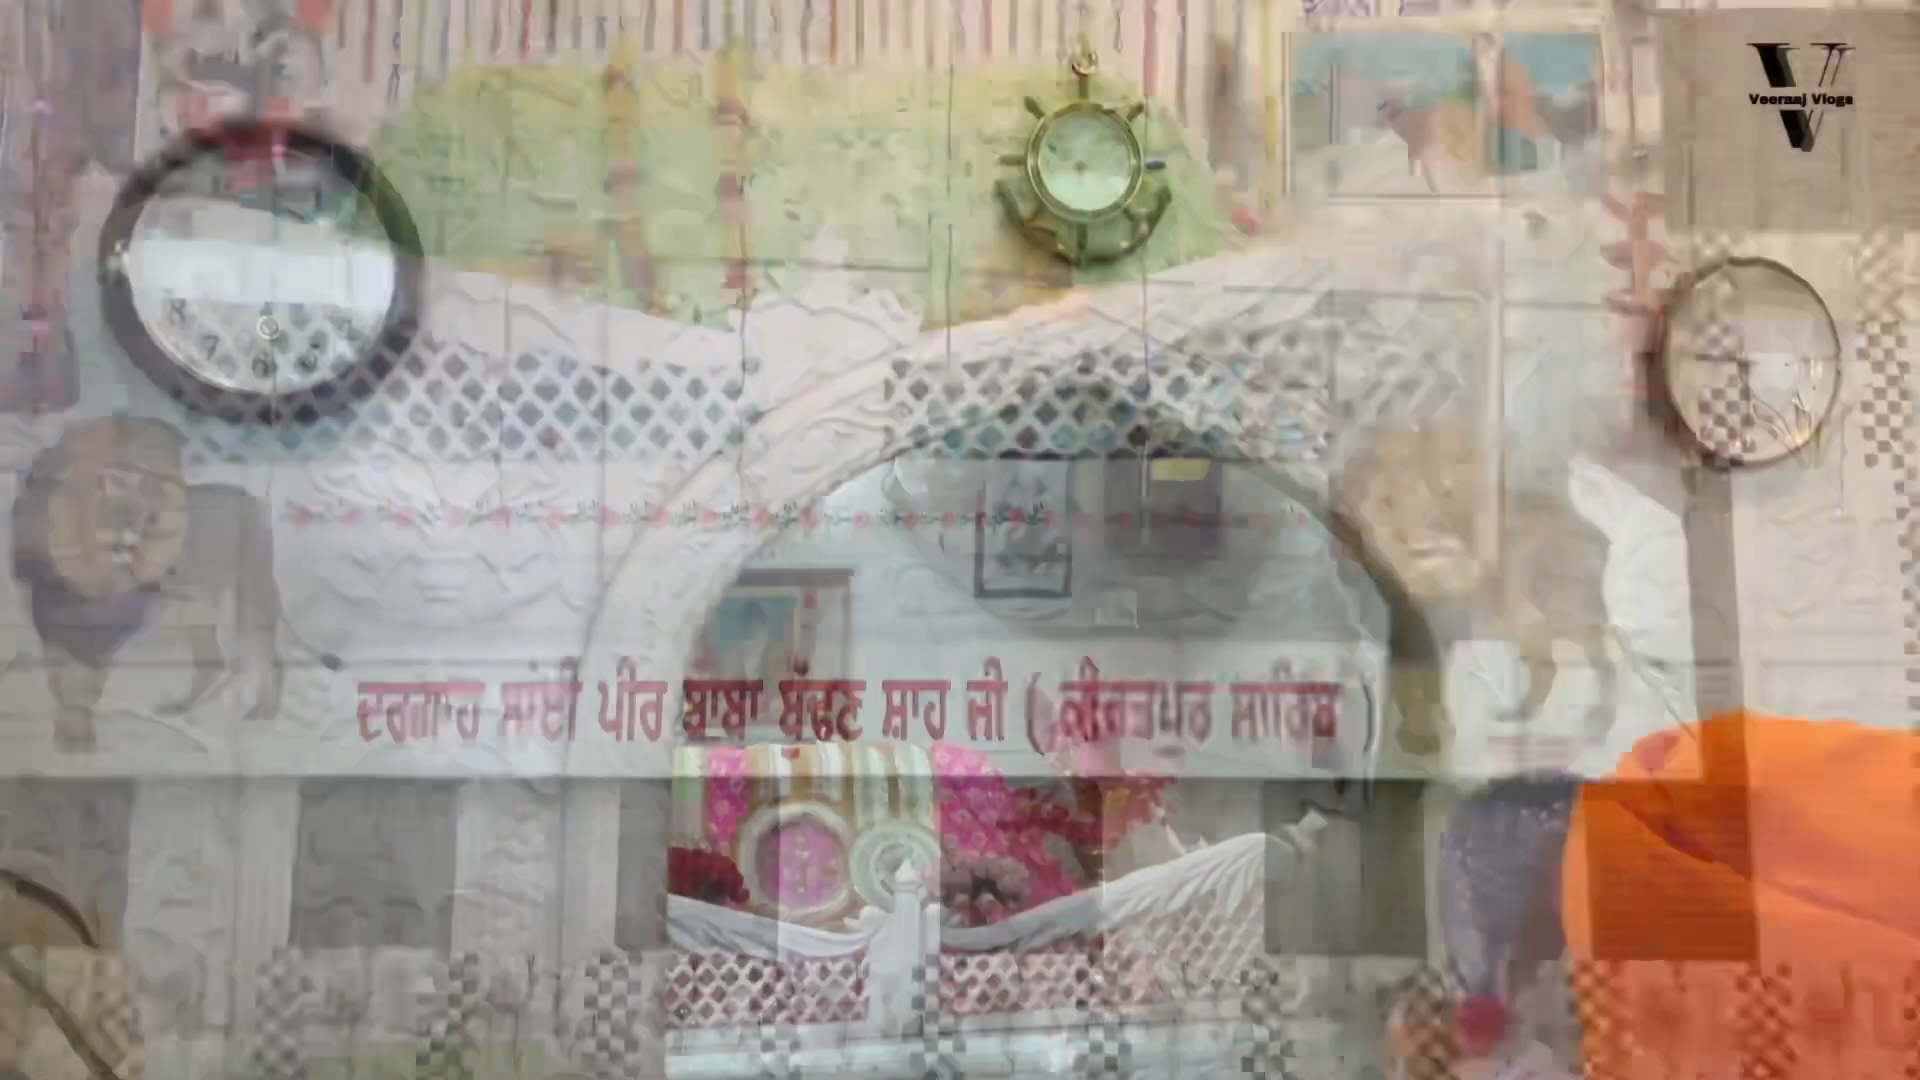 Veeraaj Vlogs
ਦਰਗਾਹ ਸਾਈਂ ਪੀਰ ਬਾਬਾ ਬੁੱਢਣ ਸ਼ਾਹ ਜੀ ( ਕੀਰਤਪੁਰ ਸਾਹਿਬ )